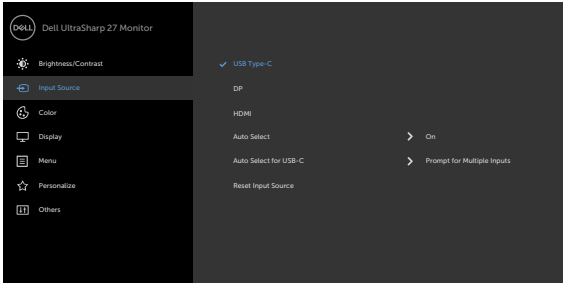 DELL Dell UltraSharp 27 Monitor
Brightness/Contrast
Input Source
Color
Display
Menu
Personalize
Others
USB Type-C
DP
HDMI
Auto Select On
Auto Select for USB-C Prompt for Multiple Inputs
Reset Input Source